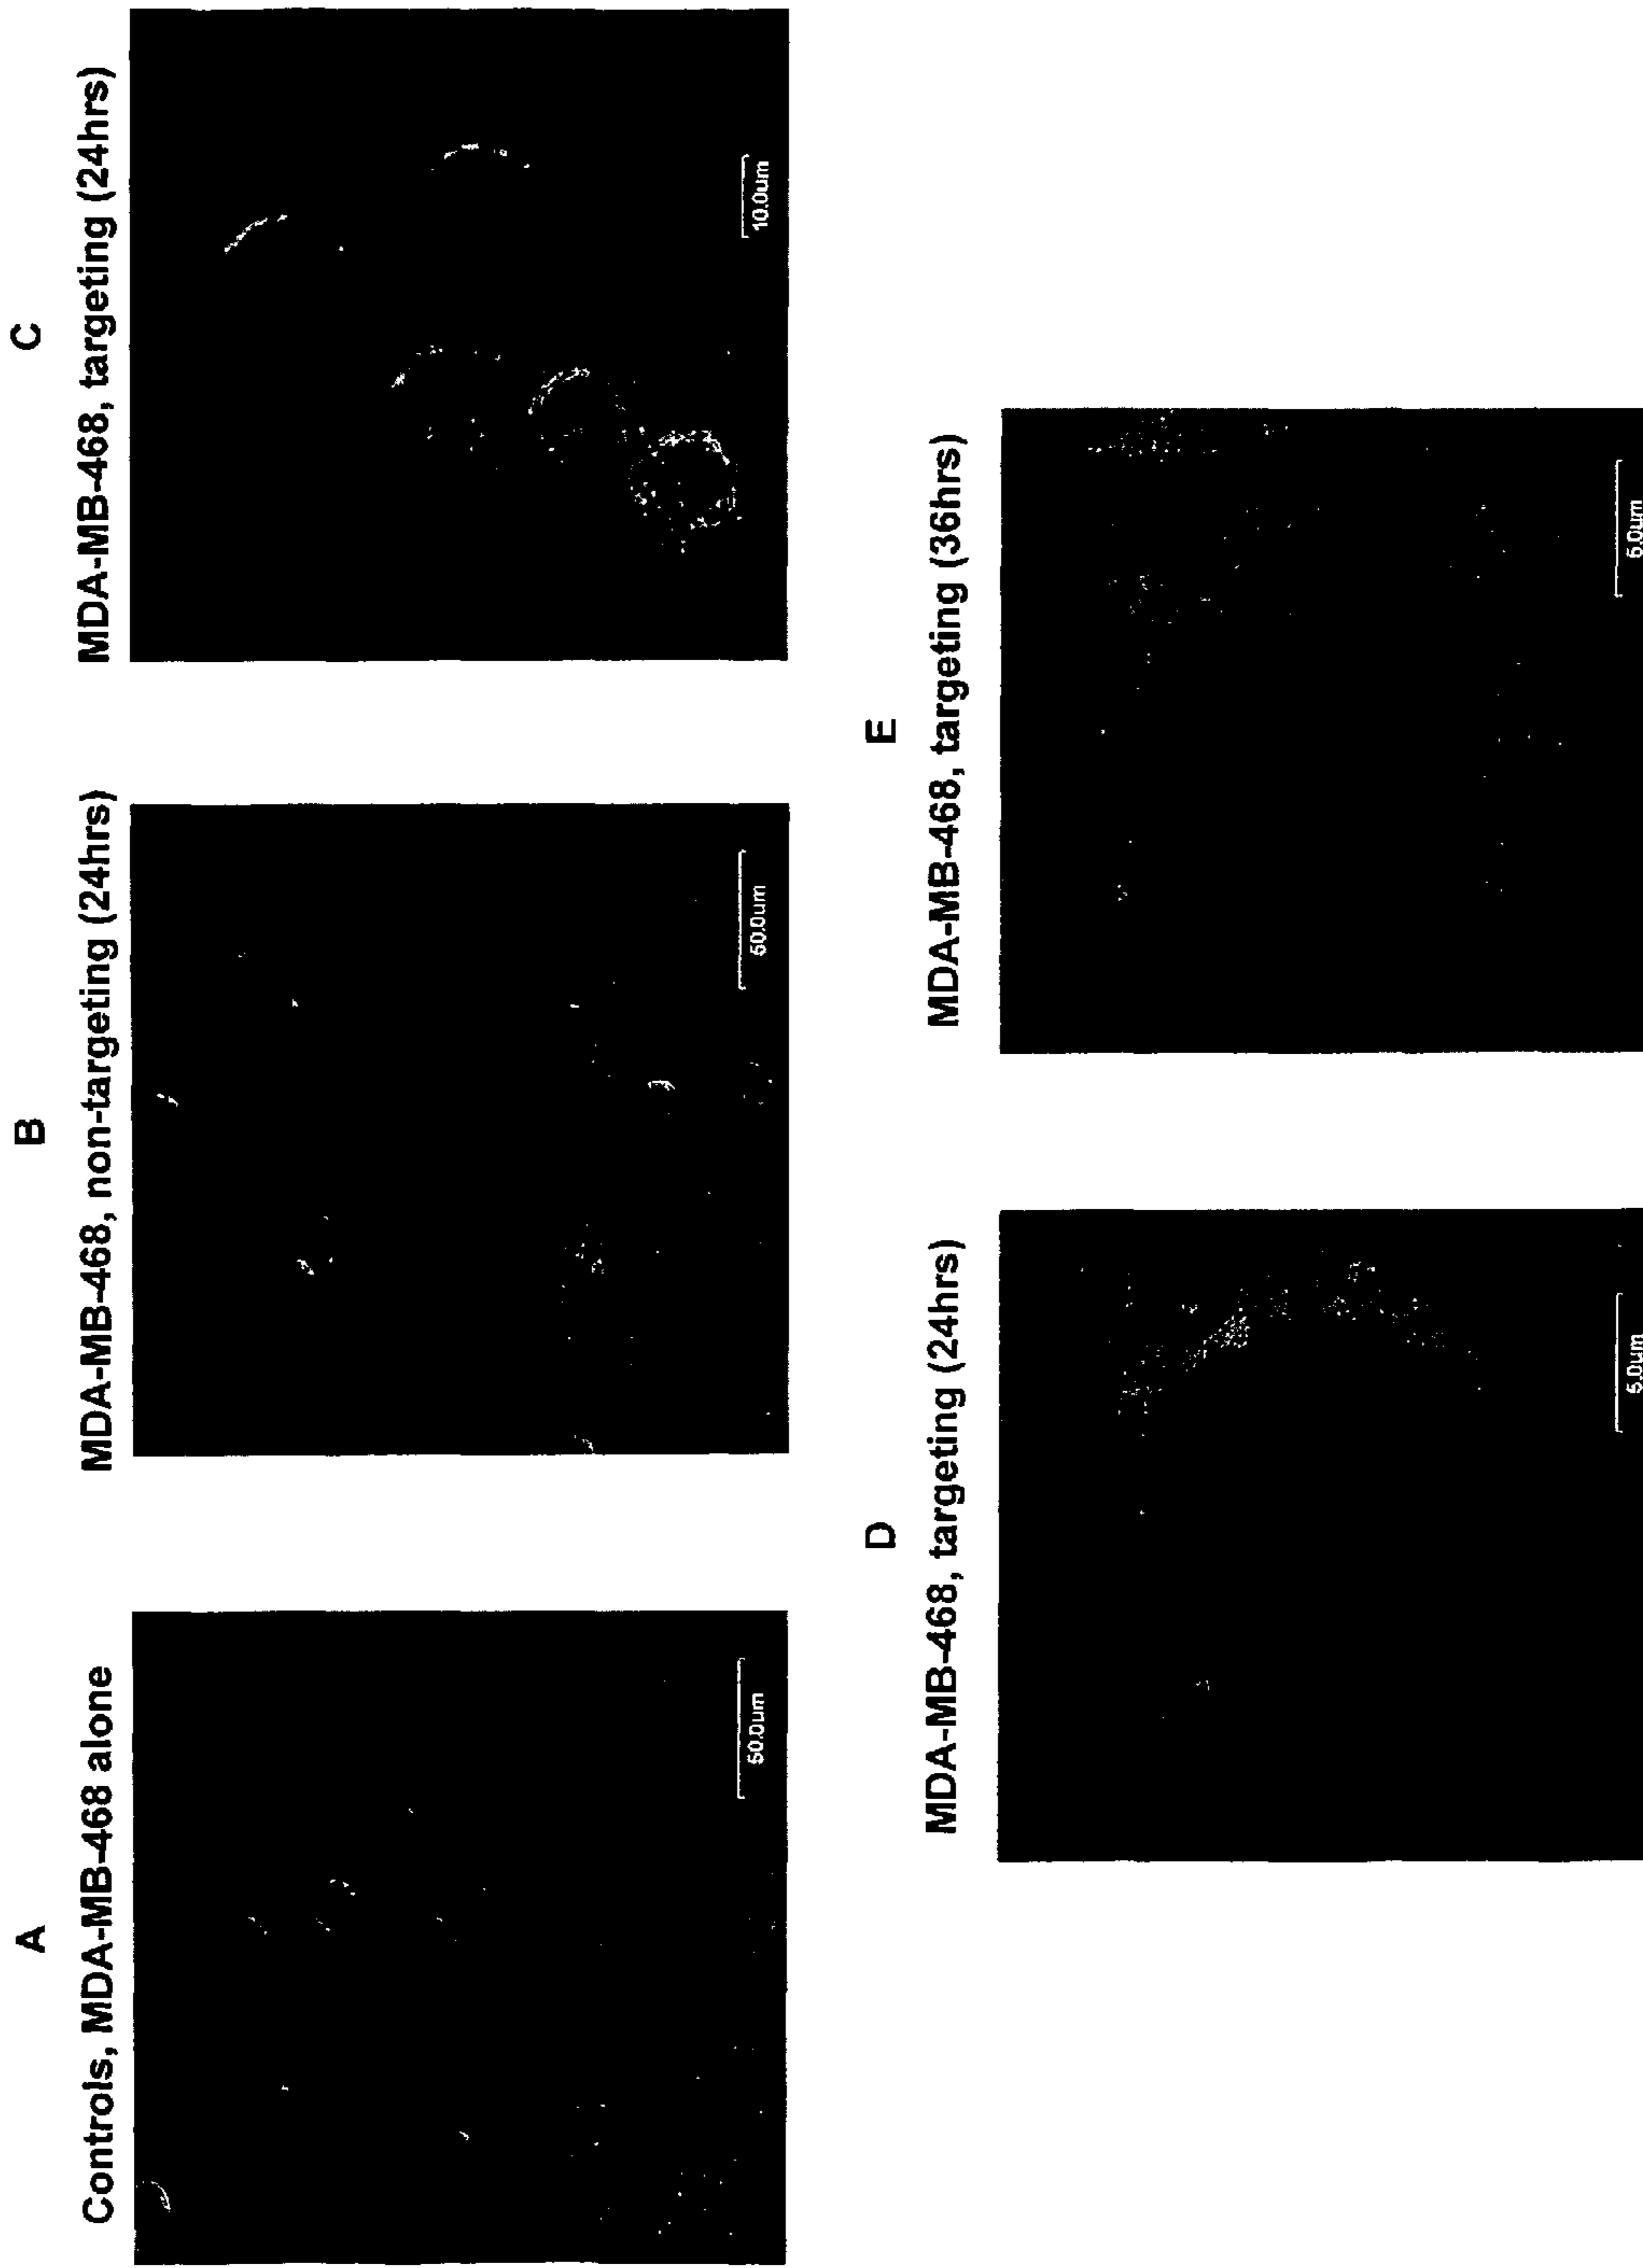 A
Controls, MDA-MB-468 alone
50.0um
B
MDA-MB-468, non-targeting (24hrs)
50.0um
C
MDA-MB-468, targeting (24hrs)
10.0um
D
MDA-MB-468, targeting (24hrs)
5.0um
E
MDA-MB-468, targeting (36hrs)
5.0um